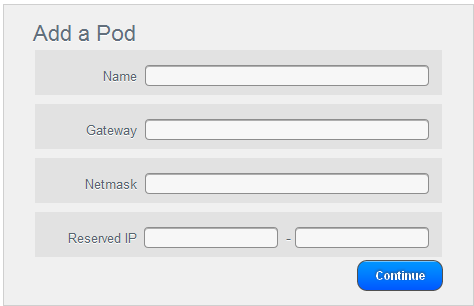 Add a Pod
Name
Gateway
Netmask
Reserved IP -
Continue